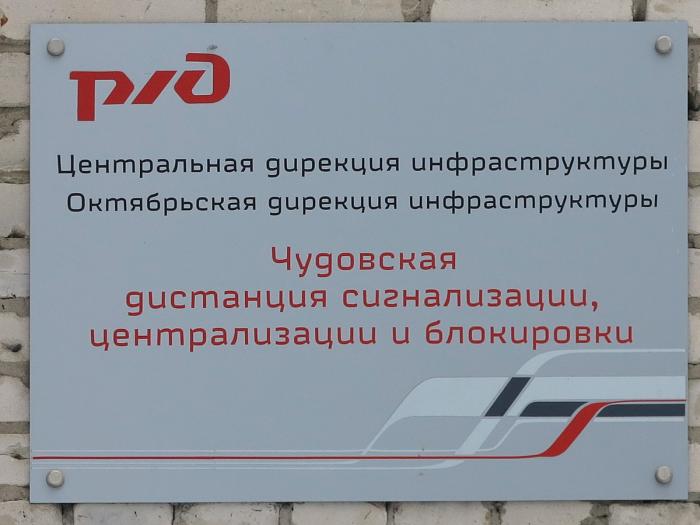 РЖД
Центральная дирекция инфраструктуры
Октябрьская дирекция инфраструктуры
Чудовская
дистанция сигнализации,
централизации и блокировки